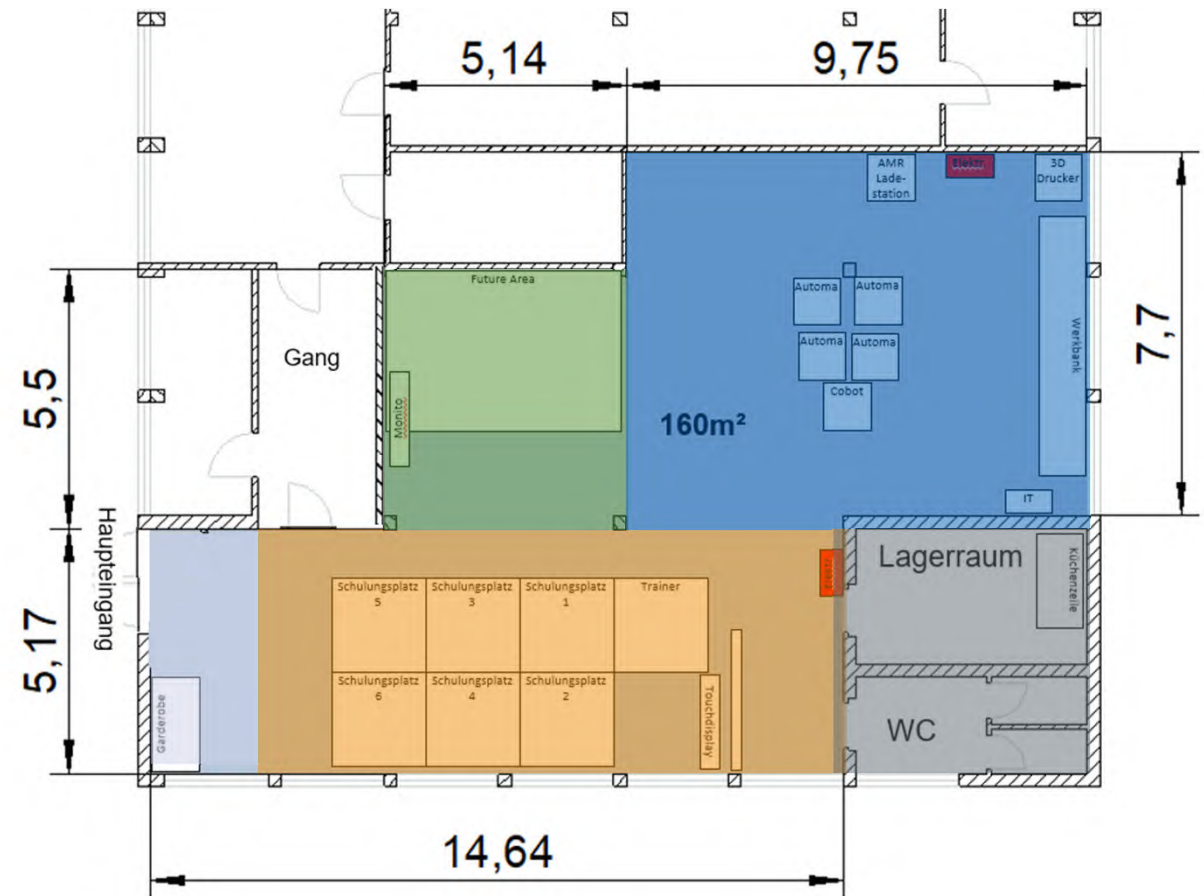 5,14
9,75
AMR
Lade-
station
Elektr
3D
Drucker
Future Area
Automa
Automa
Gang
7,7
Werkbank
5,5
Automa
Automa
Monito
Cobot
160m²
IT
Haupteingang
Lagerraum
Küchenzeile
Schulungsplatz
5
Schulungsplatz
3
Schulungsplatz
1
Trainer
5,17
Schulungsplatz
6
Schulungsplatz
4
Schulungsplatz
2
Touchdisplay
Garderobe
WC
14,64